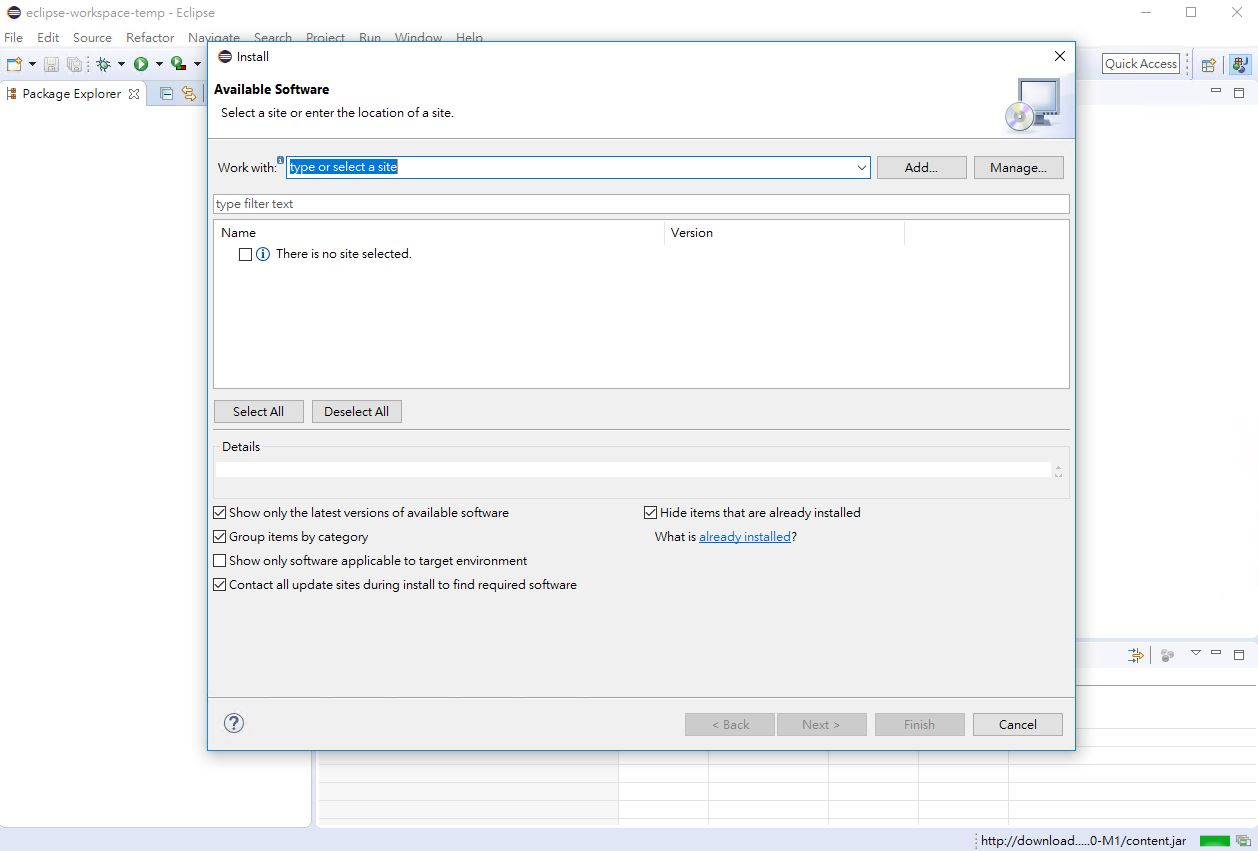 eclipse-workspace-temp - Eclipse
File Edit Source Refactor Navigate Search Project Run Window Help
Quick Access
Package Explorer
Install
Available Software
Select a site or enter the location of a site.
Work with: type or select a site Add... Manage...
type filter text
Name Version
There is no site selected.
Select All Deselect All
Details
Show only the latest versions of available software Hide items that are already installed
Group items by category What is already installed?
Show only software applicable to target environment
Contact all update sites during install to find required software
< Back Next > Finish Cancel
http://download.....0-M1/content.jar